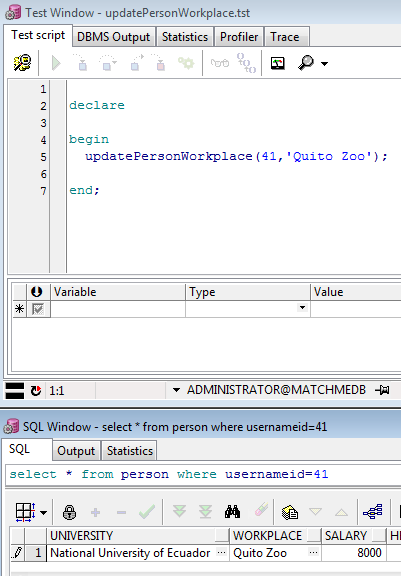 Test Window - updatePersonWorkplace.tst
Test script DBMS Output Statistics Profiler Trace
1
2 declare
3
4 begin
5 updatePersonWorkplace(41,'Quito Zoo');
6
7 end;
Variable Type Value
1:1 ADMINISTRATOR@MATCHMEDB
SQL Window - select * from person where usernameid=41
SQL Output Statistics
select * from person where usernameid=41
UNIVERSITY WORKPLACE SALARY
1 National University of Ecuador ... Quito Zoo ... 8000